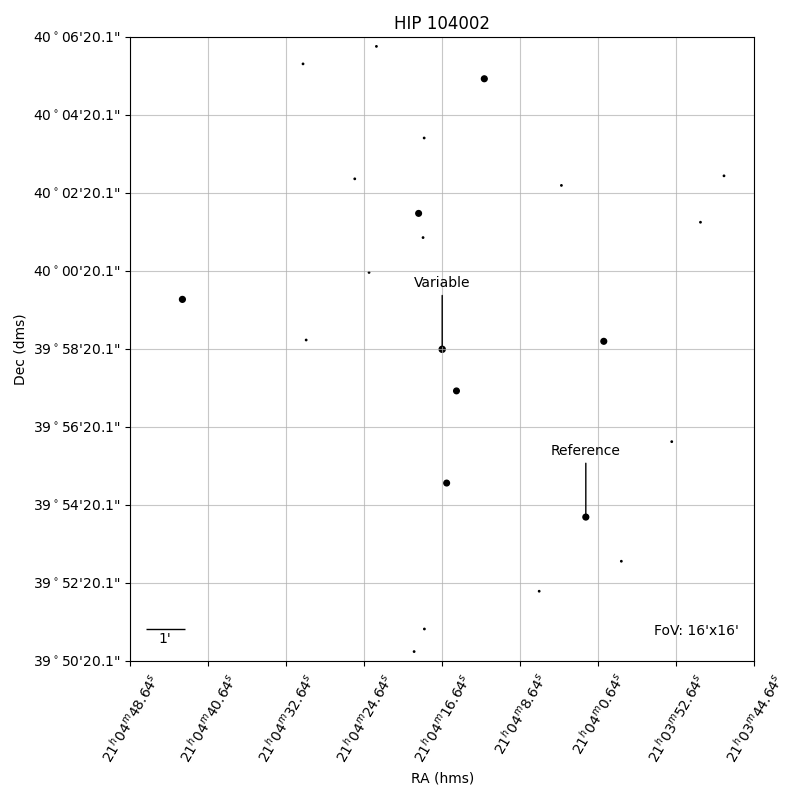 HIP 104002
40°06'20.1"
40°04'20.1"
40°02'20.1"
40°00'20.1"
39°58'20.1"
39°56'20.1"
39°54'20.1"
39°52'20.1"
39°50'20.1"
Dec (dms)
Variable
Reference
1'
FoV: 16'x16'
21ʰ04ᵐ48.64ˢ
21ʰ04ᵐ40.64ˢ
21ʰ04ᵐ32.64ˢ
21ʰ04ᵐ24.64ˢ
21ʰ04ᵐ16.64ˢ
21ʰ04ᵐ8.64ˢ
21ʰ04ᵐ0.64ˢ
21ʰ03ᵐ52.64ˢ
21ʰ03ᵐ44.64ˢ
RA (hms)